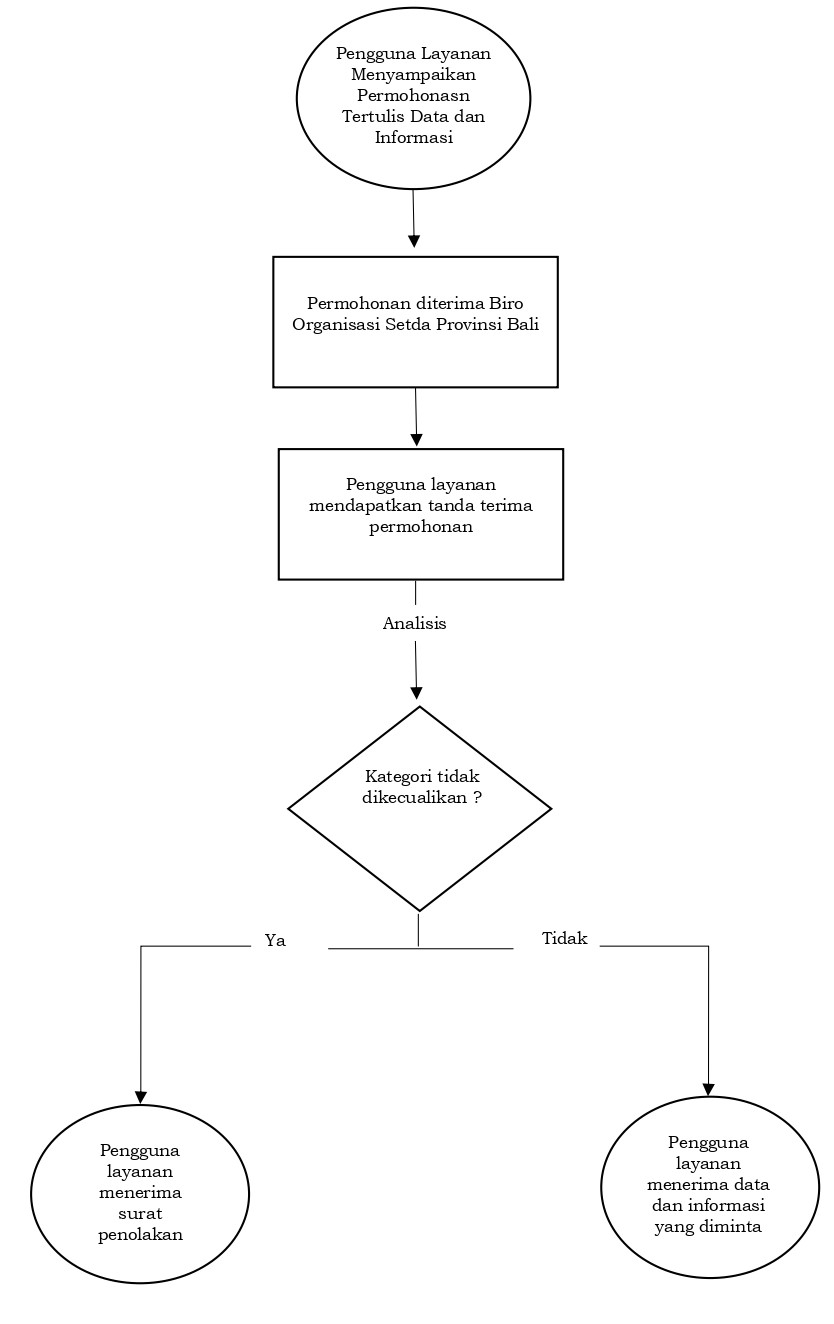 Pengguna Layanan
Menyampaikan
Permohonasn
Tertulis Data dan
Informasi
Permohonan diterima Biro
Organisasi Setda Provinsi Bali
Pengguna layanan
mendapatkan tanda terima
permohonan
Analisis
Kategori tidak
dikecualikan ?
Ya
Tidak
Pengguna
layanan
menerima
surat
penolakan
Pengguna
layanan
menerima data
dan informasi
yang diminta